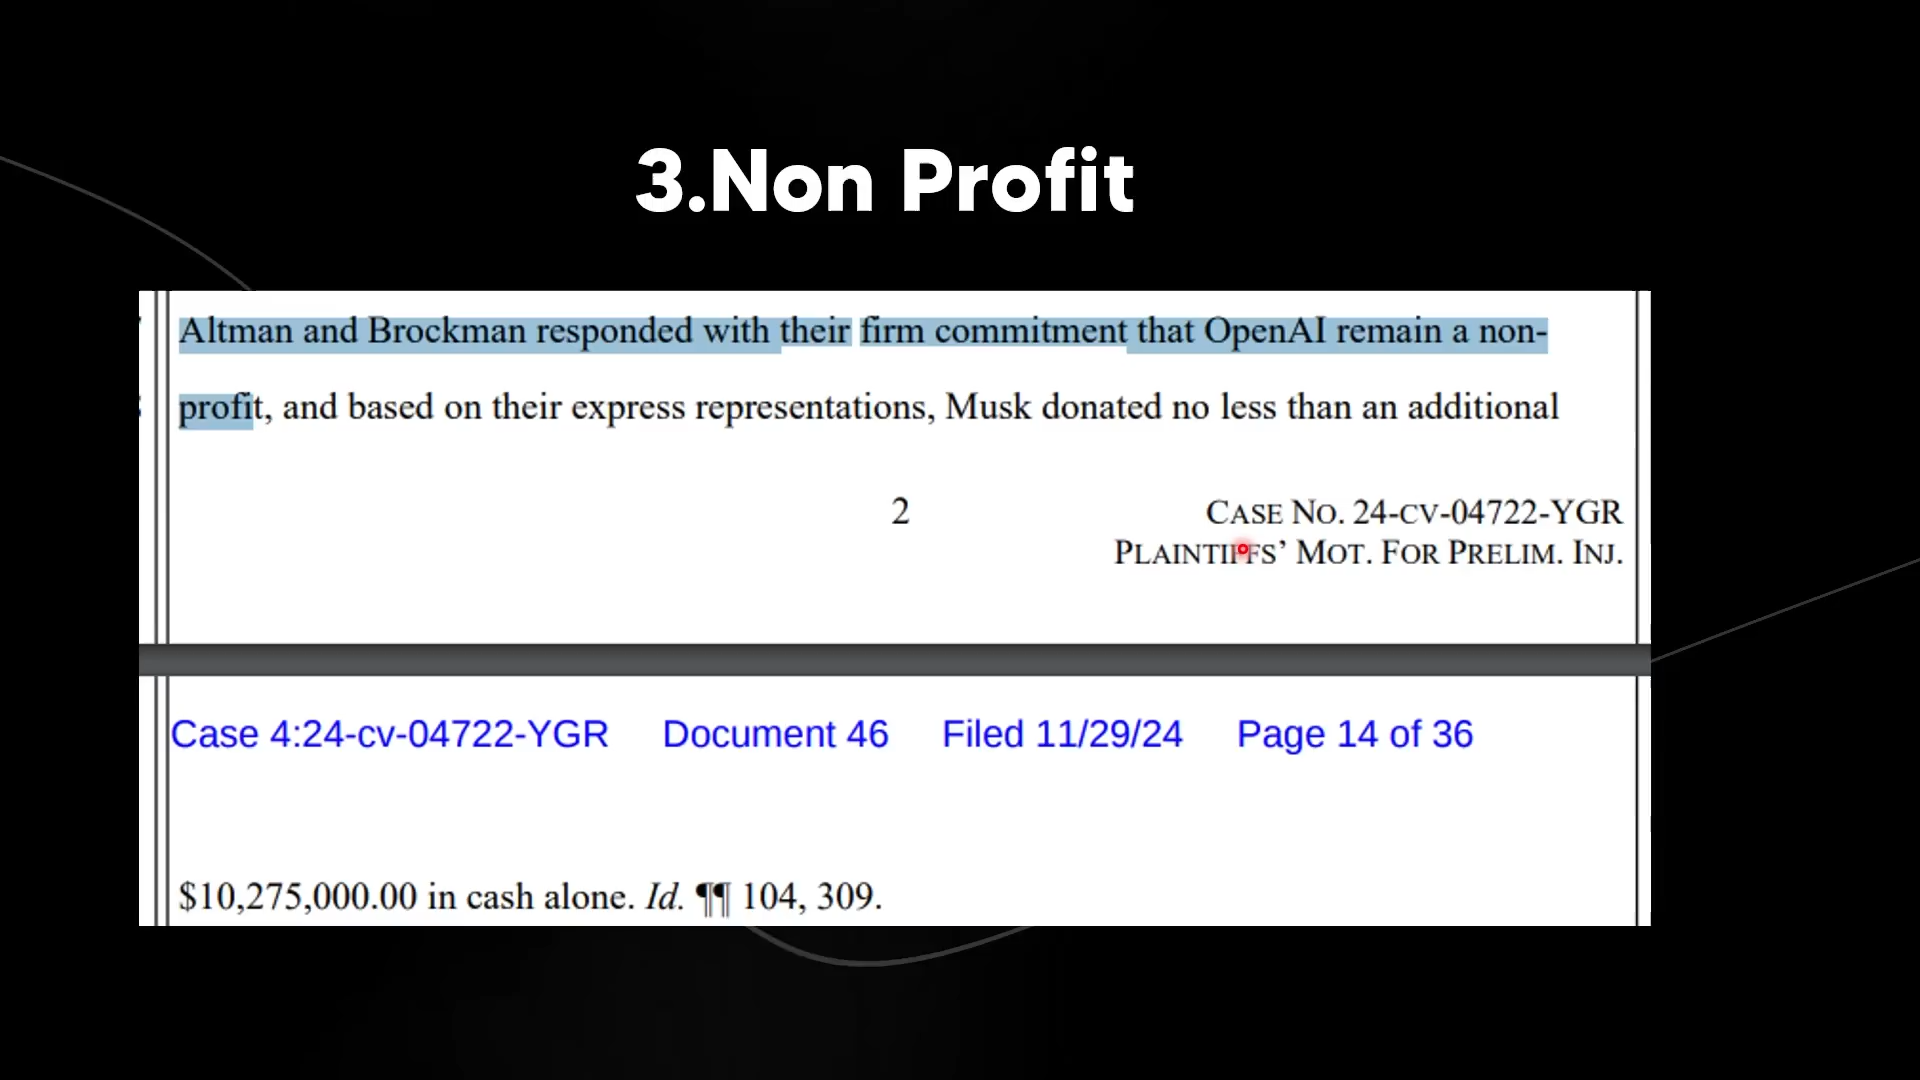 3.Non Profit
Altman and Brockman responded with their firm commitment that OpenAI remain a non-
profit, and based on their express representations, Musk donated no less than an additional
2
CASE NO. 24-CV-04722-YGR
PLAINTIFFS’ MOT. FOR PRELIM. INJ.
Case 4:24-cv-04722-YGR Document 46 Filed 11/29/24 Page 14 of 36
$10,275,000.00 in cash alone. Id. ¶¶ 104, 309.